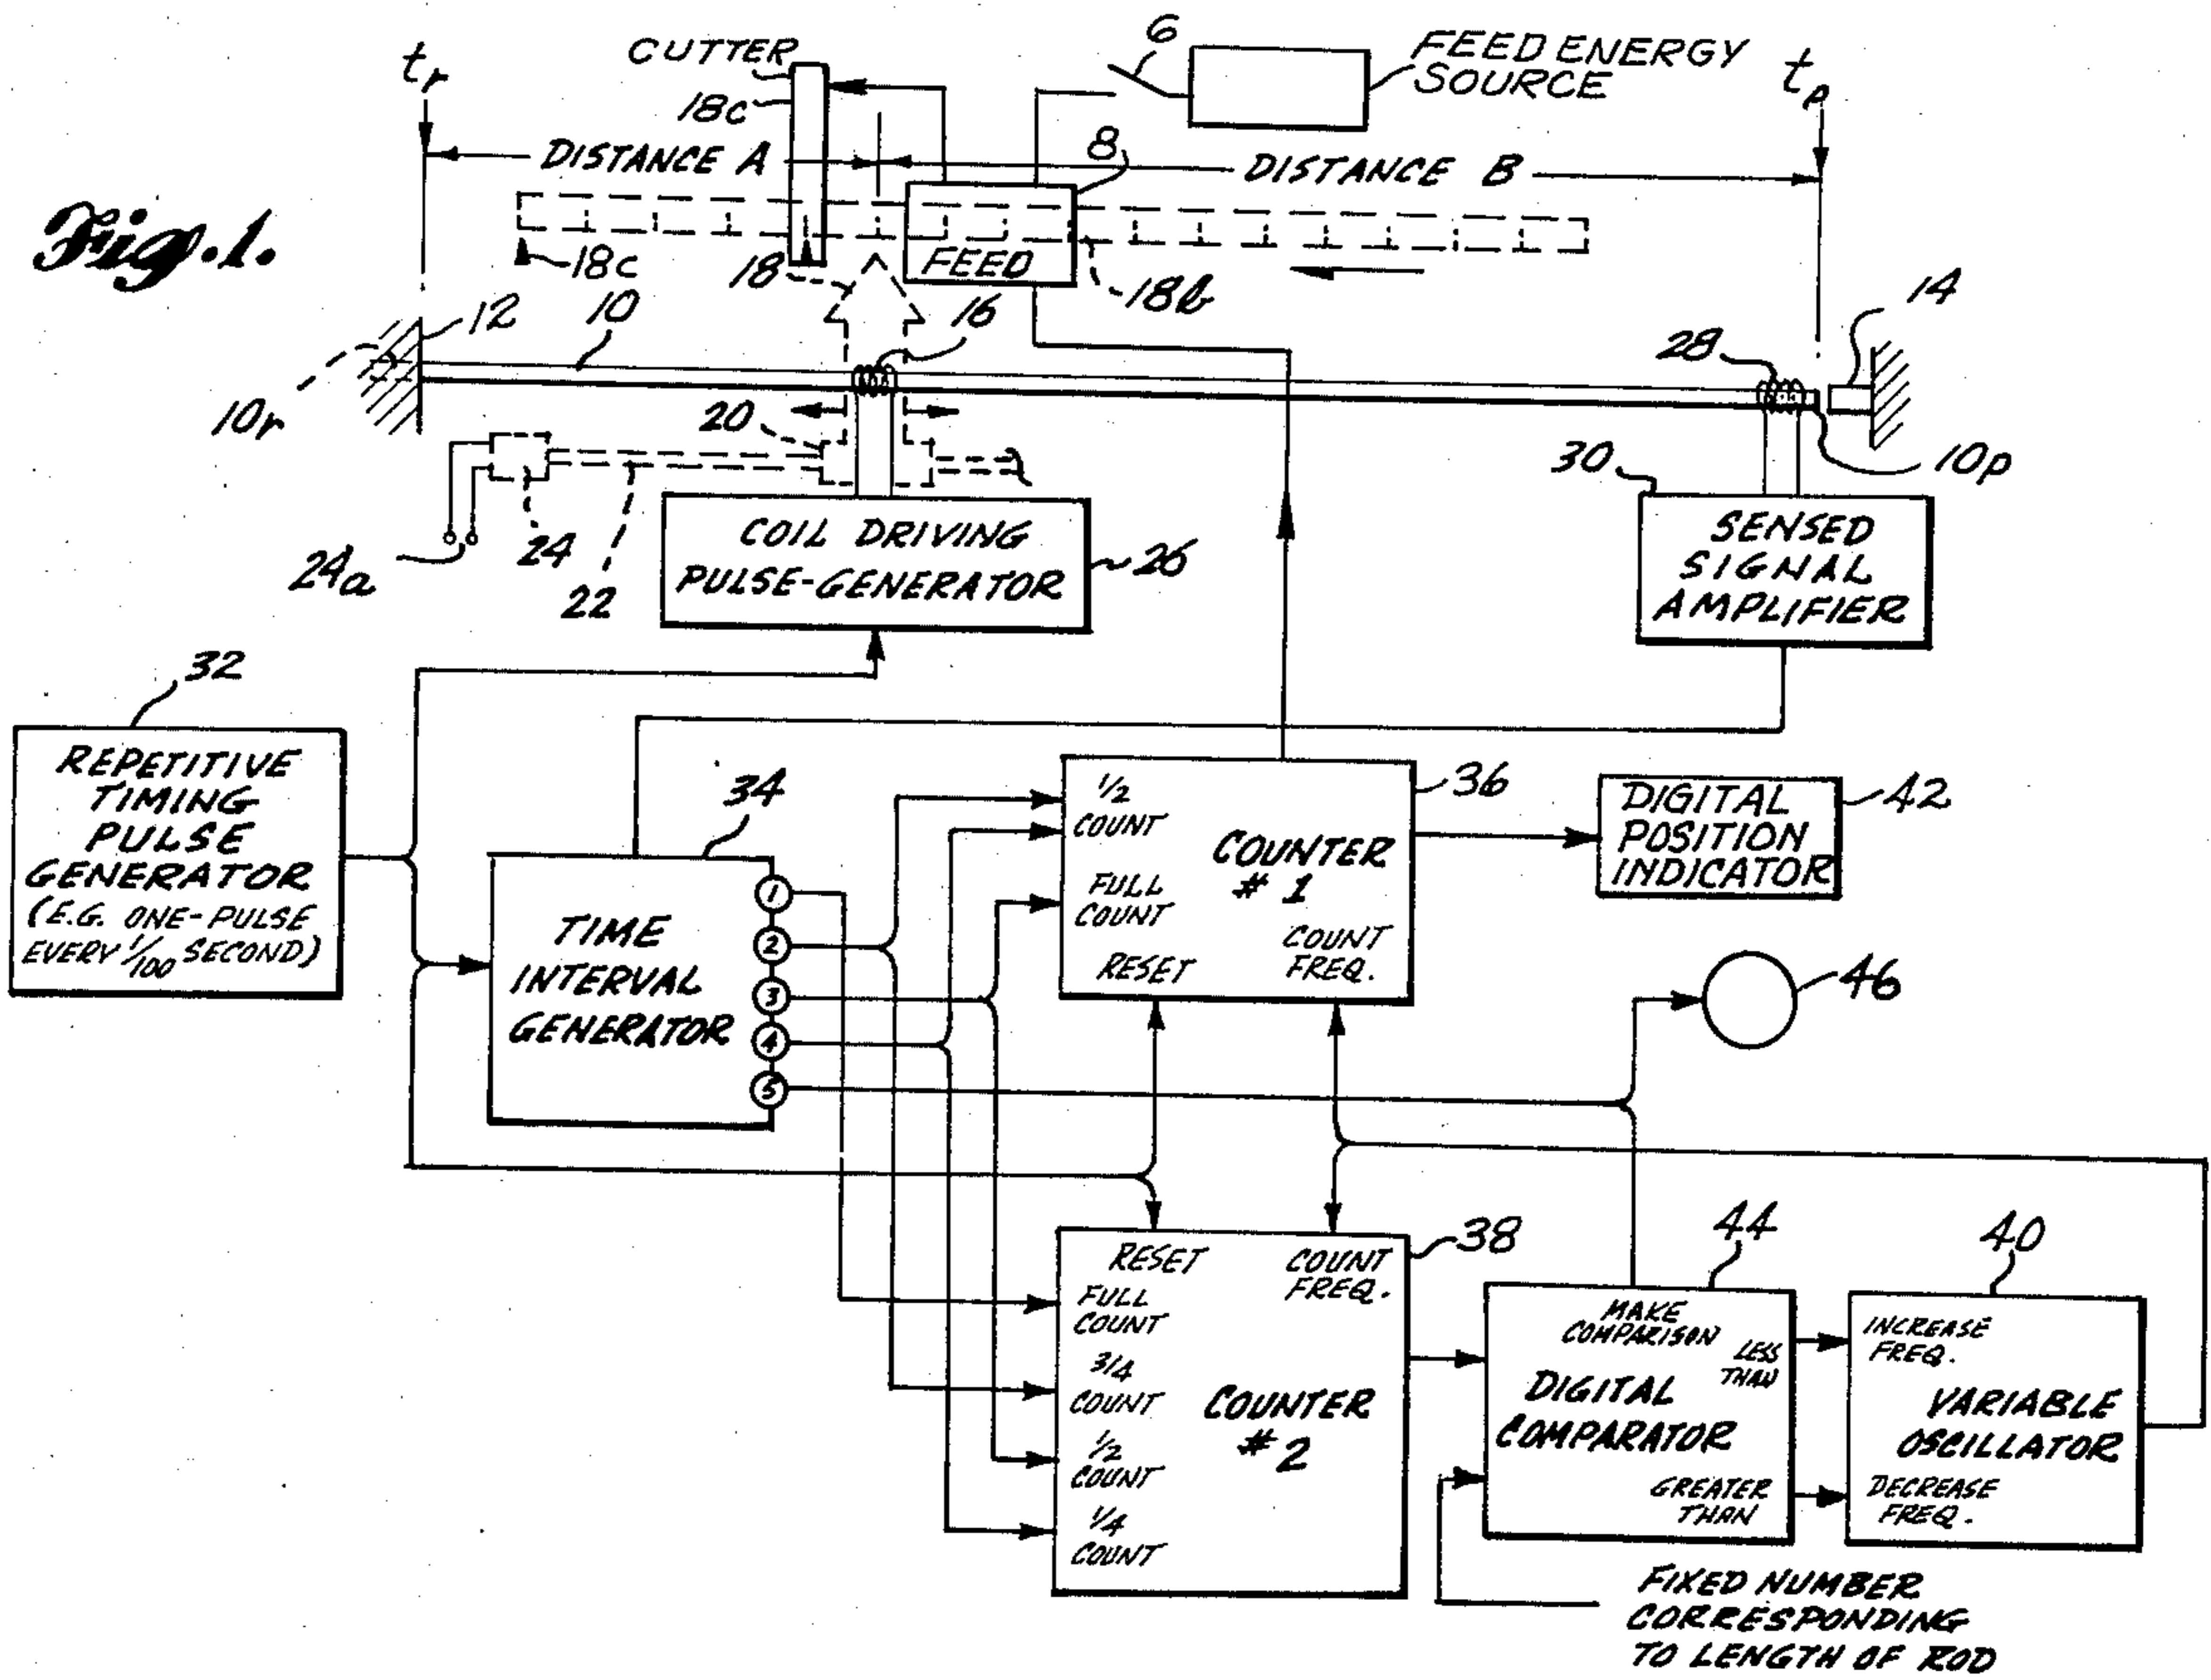 Fig.1.
tr
CUTTER
18c
6
FEED ENERGY
SOURCE
tp
DISTANCE A
8
DISTANCE B
18c
18
FEED
18b
12
10
16
14
28
10r
20
10p
24a
24
22
COIL DRIVING
PULSE-GENERATOR
26
30
SENSED
SIGNAL
AMPLIFIER
32
REPETITIVE
TIMING
PULSE
GENERATOR
(E.G. ONE-PULSE
EVERY 1/100 SECOND)
34
TIME
INTERVAL
GENERATOR
1
2
3
4
5
36
1/2
COUNT
FULL
COUNT
RESET
COUNTER
# 1
COUNT
FREQ.
DIGITAL
POSITION
INDICATOR
42
46
38
RESET
COUNT
FREQ.
FULL
COUNT
3/4
COUNT
1/2
COUNT
1/4
COUNT
COUNTER
# 2
44
MAKE
COMPARISON
LESS
THAN
DIGITAL
COMPARATOR
GREATER
THAN
40
INCREASE
FREQ.
VARIABLE
OSCILLATOR
DECREASE
FREQ.
FIXED NUMBER
CORRESPONDING
TO LENGTH OF ROD